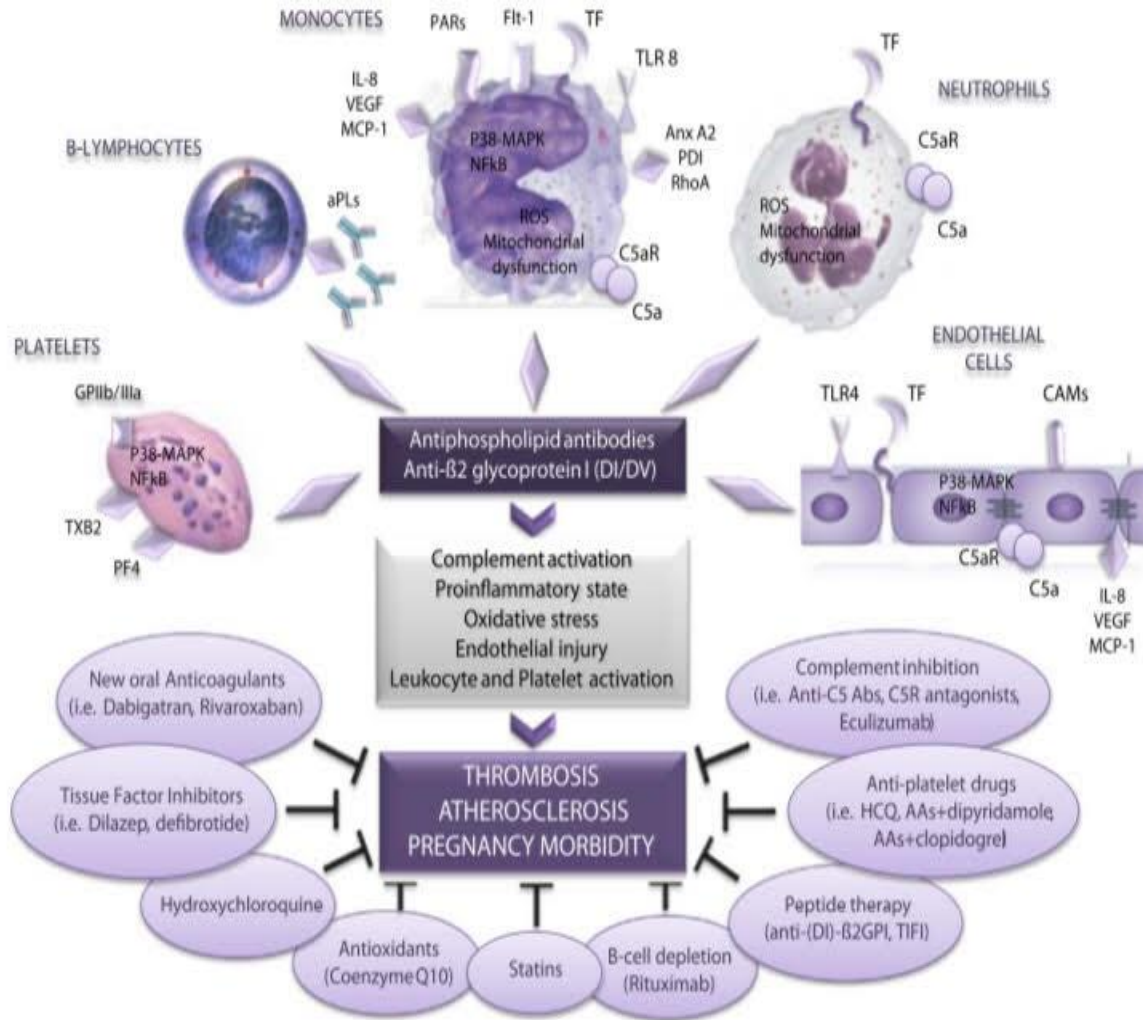 MONOCYTES
PARs
Flt-1
TF
TLR 8
IL-8
VEGF
MCP-1
P38-MAPK
NFkB
Anx A2
PDI
RhoA
ROS
Mitochondrial
dysfunction
C5aR
C5a
TF
NEUTROPHILS
C5aR
C5a
ROS
Mitochondrial
dysfunction
B-LYMPHOCYTES
aPLs
PLATELETS
GPIIb/IIIa
P38-MAPK
NFkB
TXB2
PF4
ENDOTHELIAL
CELLS
TLR4
TF
CAMs
P38-MAPK
NFkB
C5aR
C5a
IL-8
VEGF
MCP-1
Antiphospholipid antibodies
Anti-ß2 glycoprotein I (DI/DV)
Complement activation
Proinflammatory state
Oxidative stress
Endothelial injury
Leukocyte and Platelet activation
THROMBOSIS
ATHEROSCLEROSIS
PREGNANCY MORBIDITY
New oral Anticoagulants
(i.e. Dabigatran, Rivaroxaban)
Tissue Factor Inhibitors
(i.e. Dilazep, defibrotide)
Hydroxychloroquine
Antioxidants
(Coenzyme Q10)
Statins
B-cell depletion
(Rituximab)
Peptide therapy
(anti-(DI)-ß2GPI, TIFI)
Anti-platelet drugs
(i.e. HCQ, AAs+dipyridamole,
AAs+clopidogrel)
Complement inhibition
(i.e. Anti-C5 Abs, C5R antagonists,
Eculizumab)